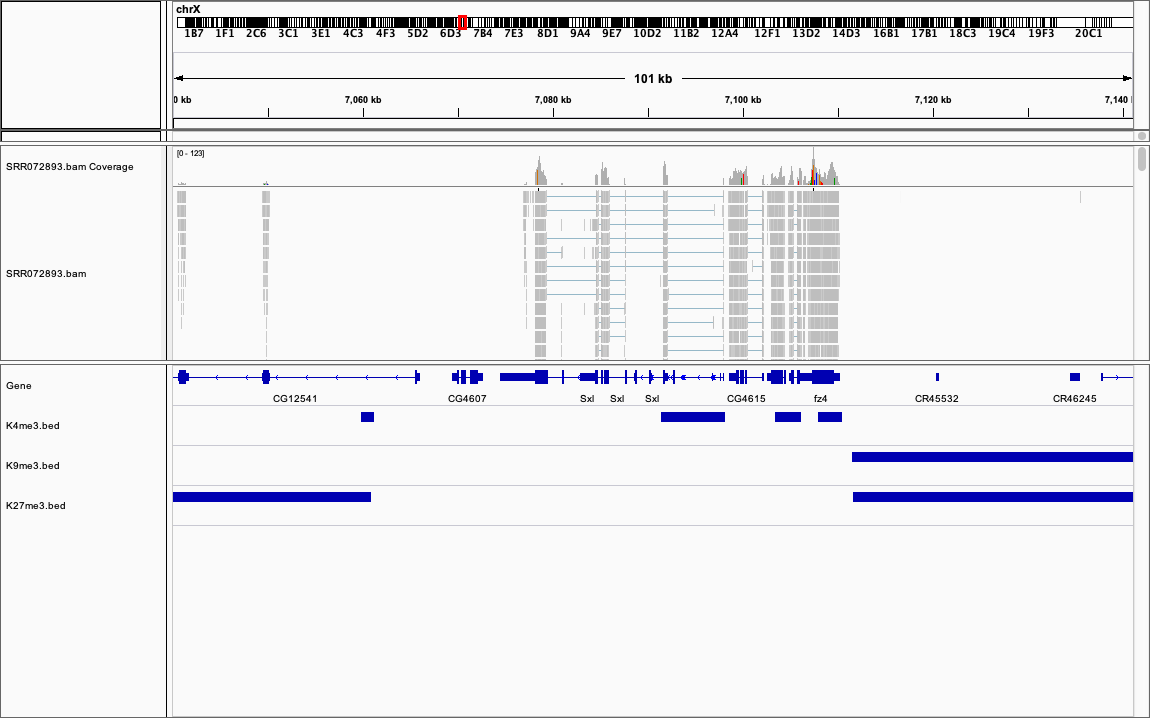 chrX
1B7 1F1 2C6 3C1 3E1 4C3 4F3 5D2 6D3 7B4 7E3 8D1 9A4 9E7 10D2 11B2 12A4 12F1 13D2 14D3 16B1 17B1 18C3 19C4 19F3 20C1
101 kb
0 kb 7,060 kb 7,080 kb 7,100 kb 7,120 kb 7,140
SRR072893.bam Coverage
[0 - 123]
SRR072893.bam
Gene
CG12541 CG4607 Sxl Sxl Sxl CG4615 fz4 CR45532 CR46245
K4me3.bed
K9me3.bed
K27me3.bed